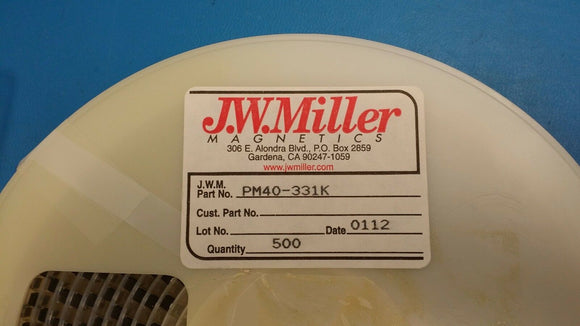 J.W.Miller
MAGNETICS
306 E. Alondra Blvd., P.O. Box 2859
Gardena, CA 90247-1059
www.jwmiller.com
J.W.M.
Part No. PM40-331K
Cust. Part No.
Lot No. Date 0112
Quantity 500